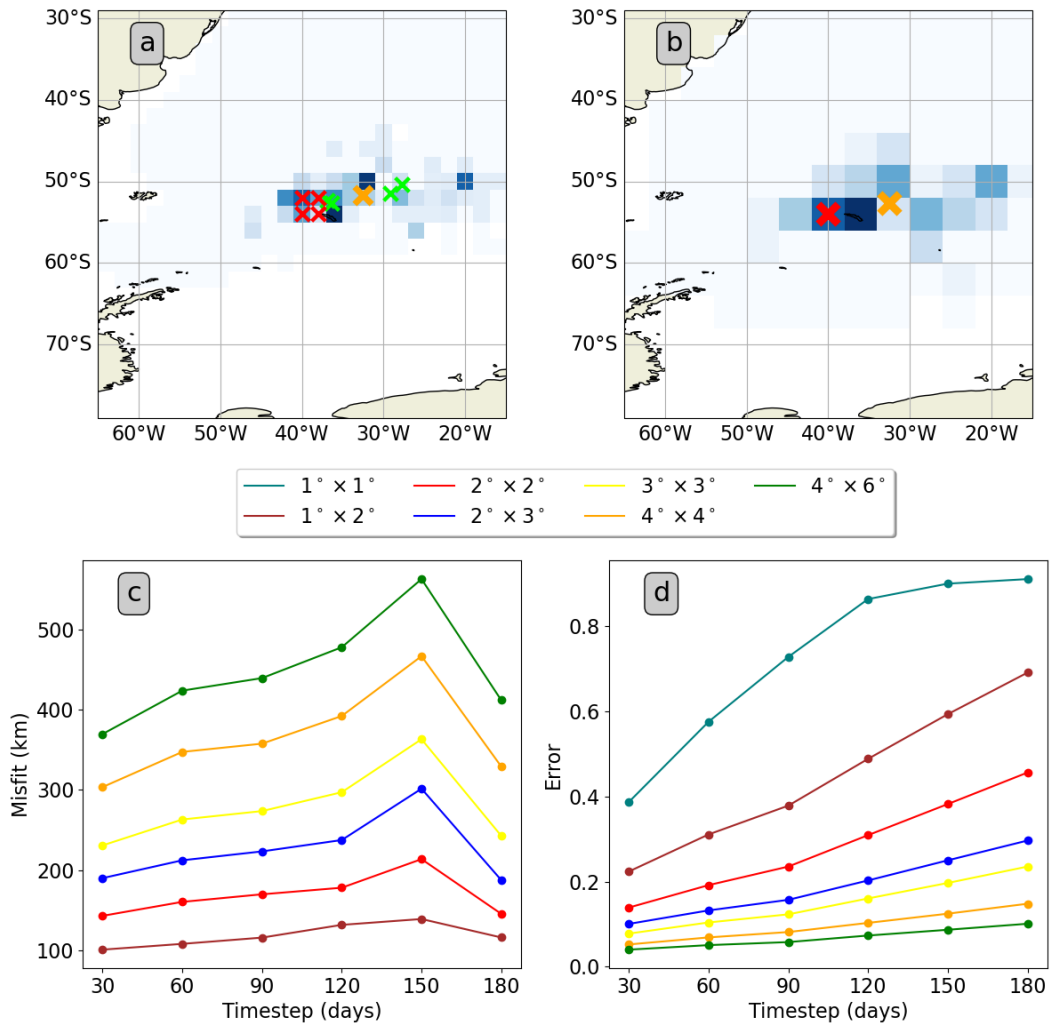 a
b
30°S
30°S
40°S
40°S
50°S
50°S
60°S
60°S
70°S
70°S
60°W 50°W 40°W 30°W 20°W
60°W 50°W 40°W 30°W 20°W
1° × 1° 2° × 2° 3° × 3° 4° × 6°
1° × 2° 2° × 3° 4° × 4°
c
Misfit (km)
500
400
300
200
100
30 60 90 120 150 180
Timestep (days)
d
Error
0.8
0.6
0.4
0.2
0.0
30 60 90 120 150 180
Timestep (days)